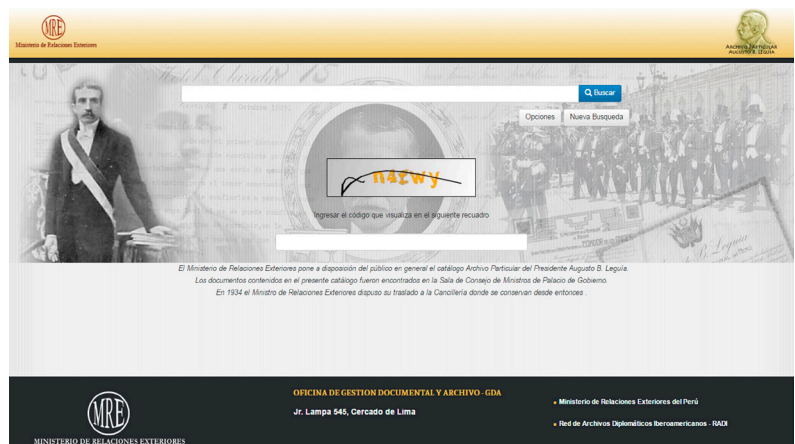 MRE
Ministerio de Relaciones Exteriores
ARCHIVO PARTICULAR
AUGUSTO B. LEGUIA
Buscar
Opciones
Nueva Busqueda
Ingresar el código que visualiza en el siguiente recuadro
El Ministerio de Relaciones Exteriores pone a disposición del público en general el catálogo Archivo Particular del Presidente Augusto B. Leguía.
Los documentos contenidos en el presente catálogo fueron encontrados en la Sala de Consejo de Ministros de Palacio de Gobierno.
En 1934 el Ministro de Relaciones Exteriores dispuso su traslado a la Cancillería donde se conservan desde entonces .
MRE
MINISTERIO DE RELACIONES EXTERIORES
OFICINA DE GESTION DOCUMENTAL Y ARCHIVO - GDA
Jr. Lampa 545, Cercado de Lima
Ministerio de Relaciones Exteriores del Perú
Red de Archivos Diplomáticos Iberoamericanos - RADI